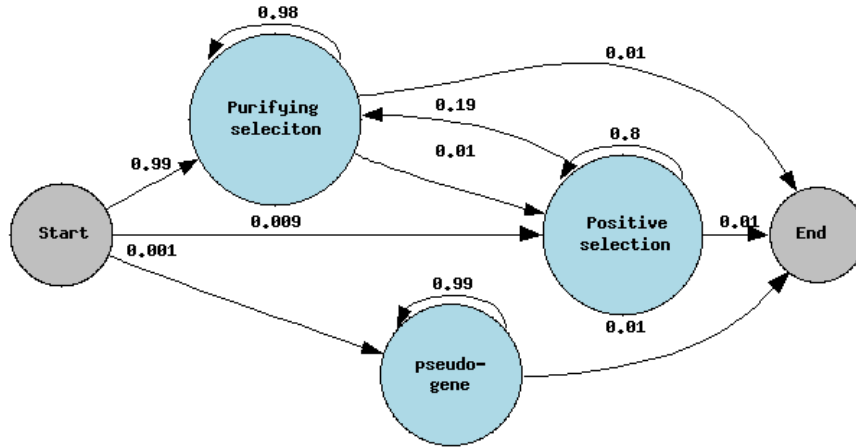 0.98
0.01
Purifying
seleciton
0.19
0.01
0.8
0.99
Start
0.009
Positive
selection
0.01
End
0.001
0.99
0.01
pseudo-
gene